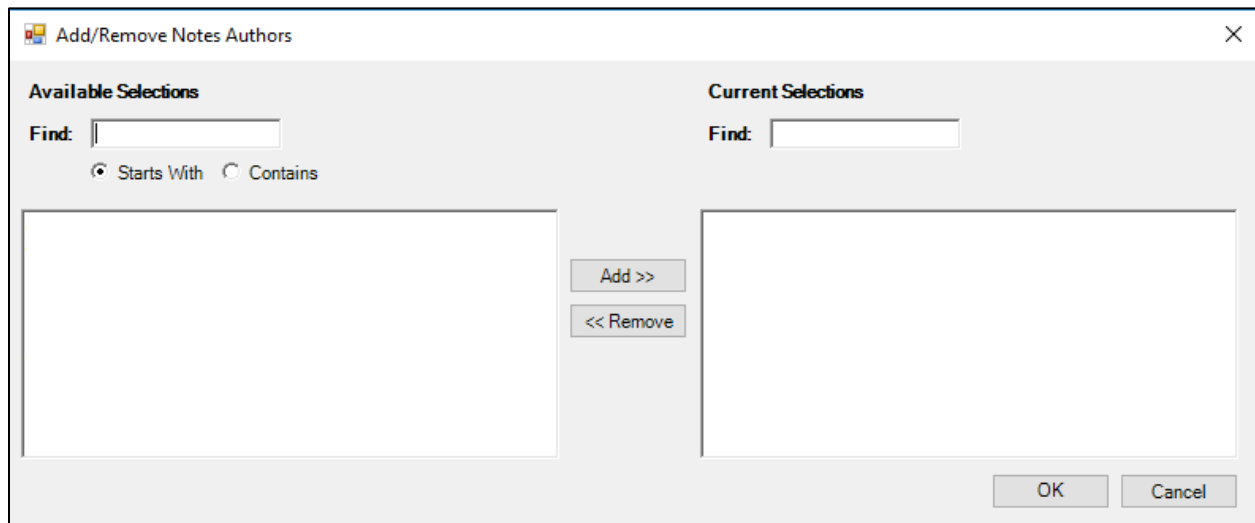 Add/Remove Notes Authors
Available Selections
Find:
Starts With Contains
Current Selections
Find:
Add >>
<< Remove
OK
Cancel